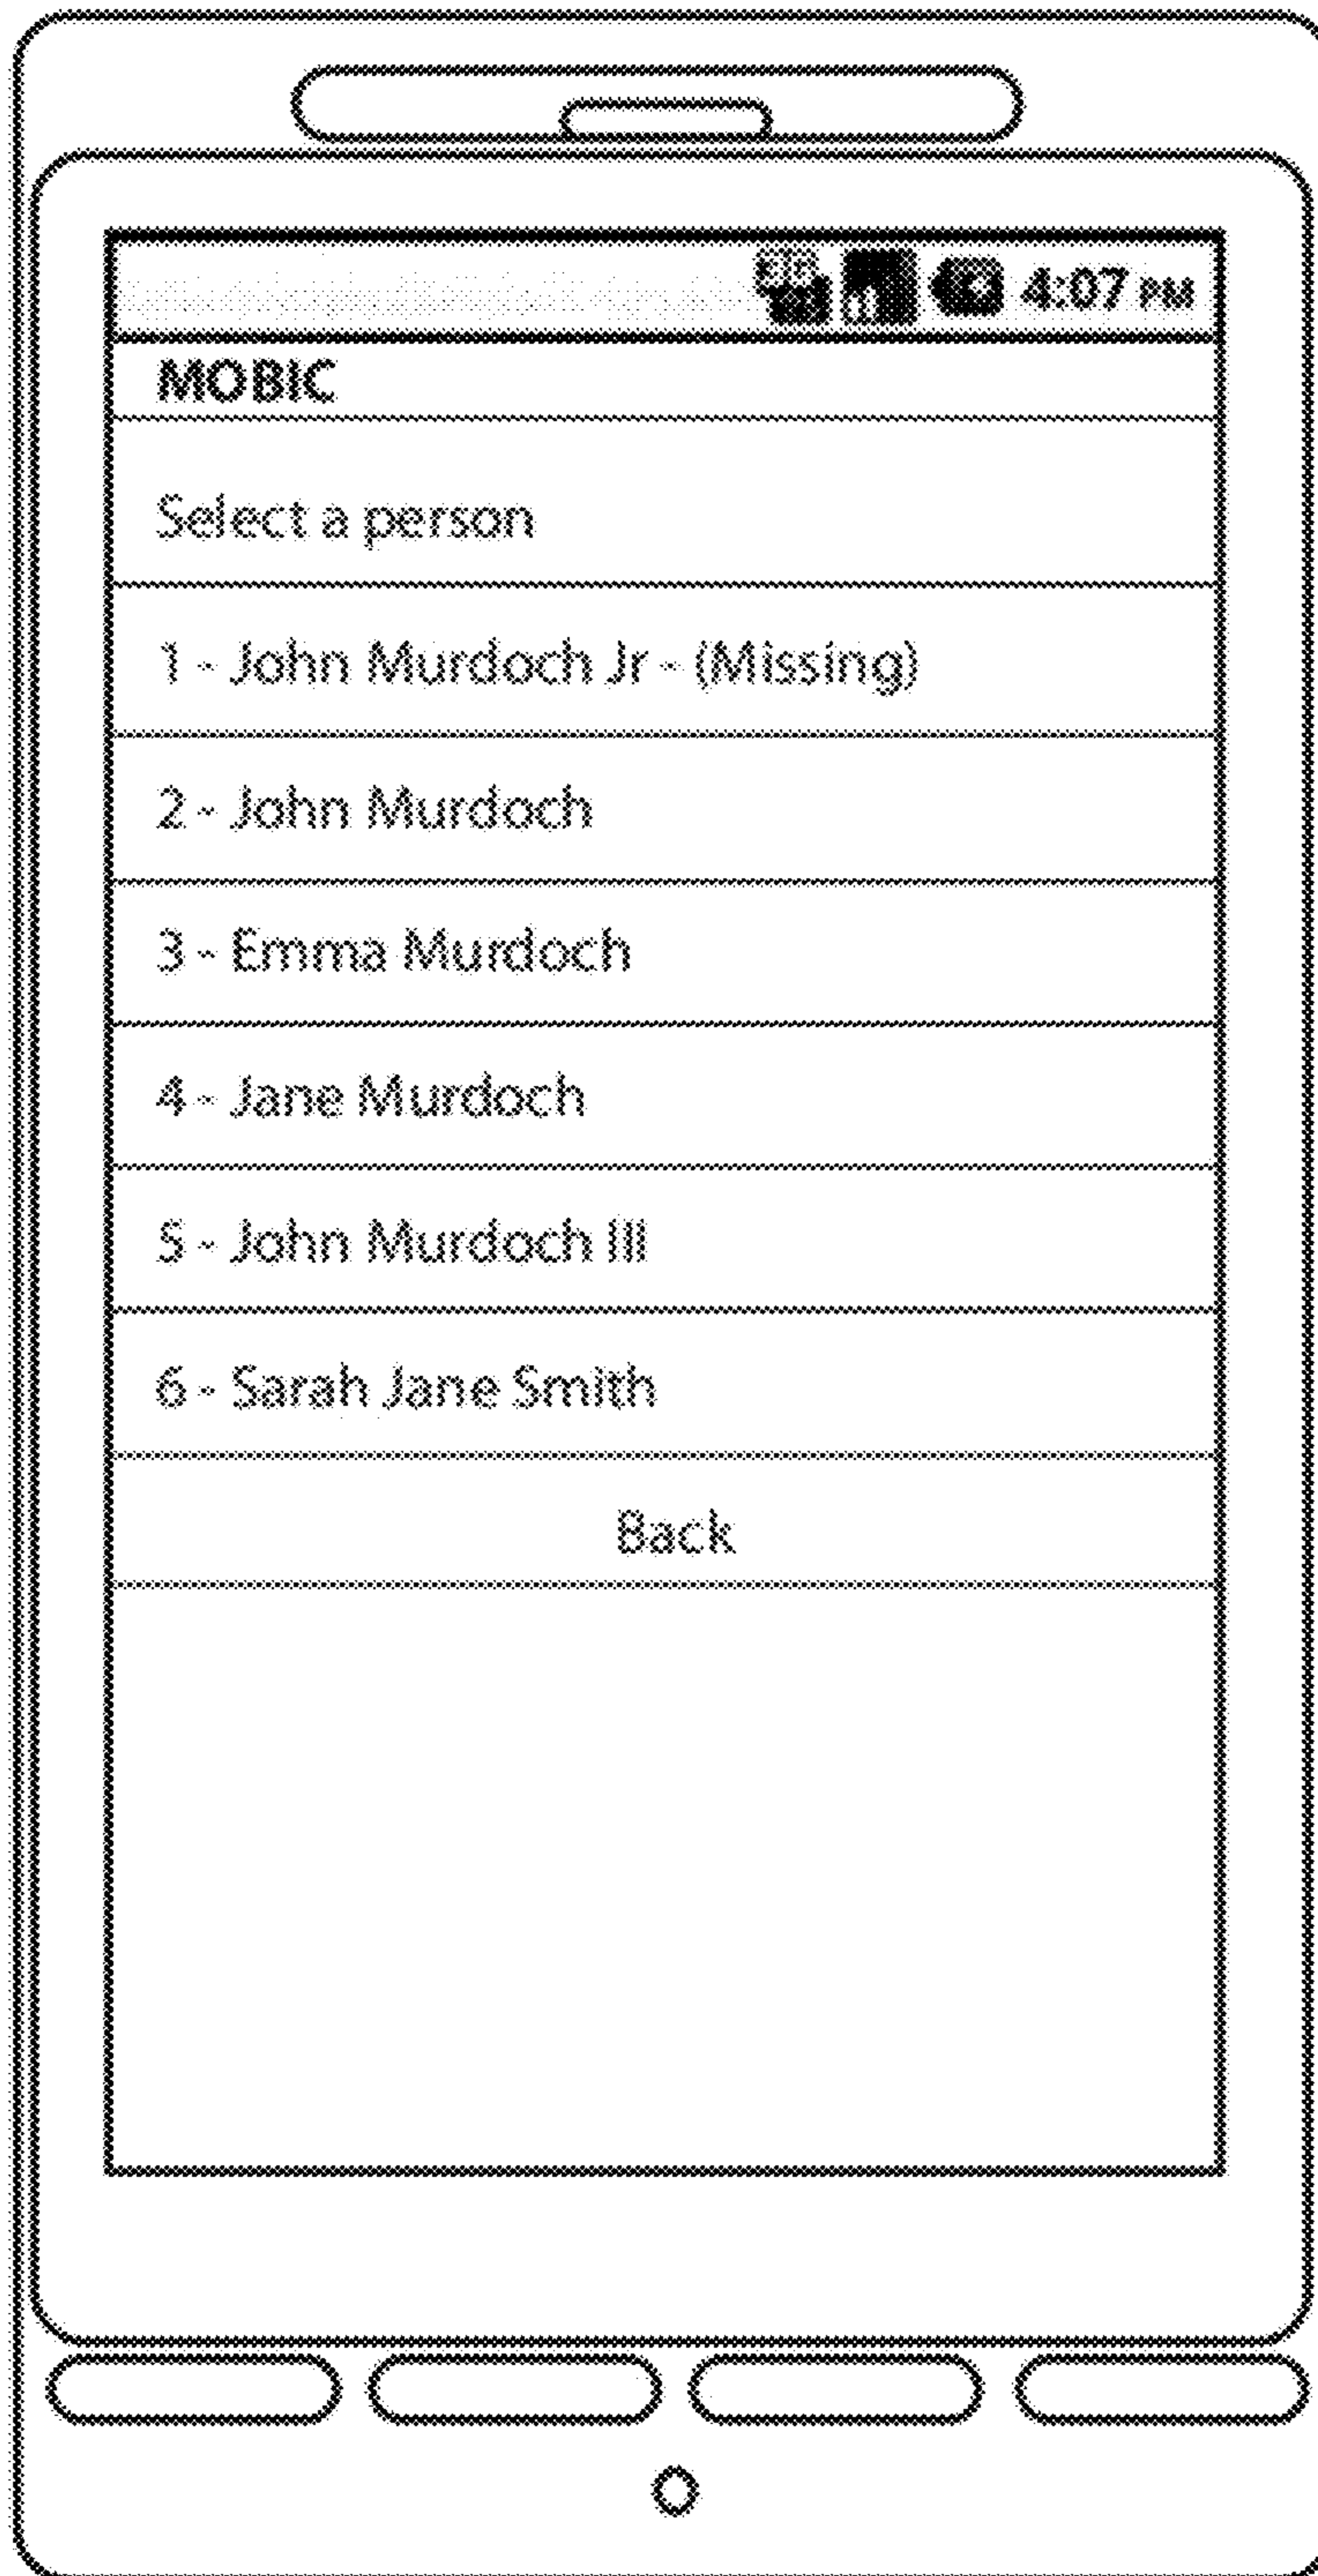 4:07 PM
MOBIC
Select a person
1 - John Murdoch Jr - (Missing)
2 - John Murdoch
3 - Emma Murdoch
4 - Jane Murdoch
5 - John Murdoch III
6 - Sarah Jane Smith
Back